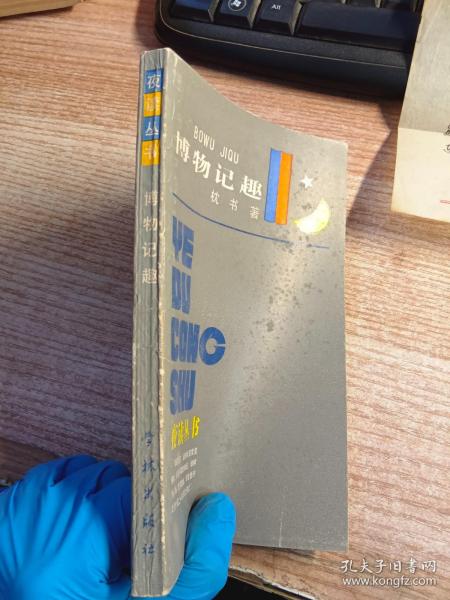 夜读丛书
博物记趣
学林出版社
BOWU JIQU
博物记趣
枕书 著
YE
DU
CONG
SHU
夜读丛书
Alt
孔夫子旧书网
www.kongfz.com